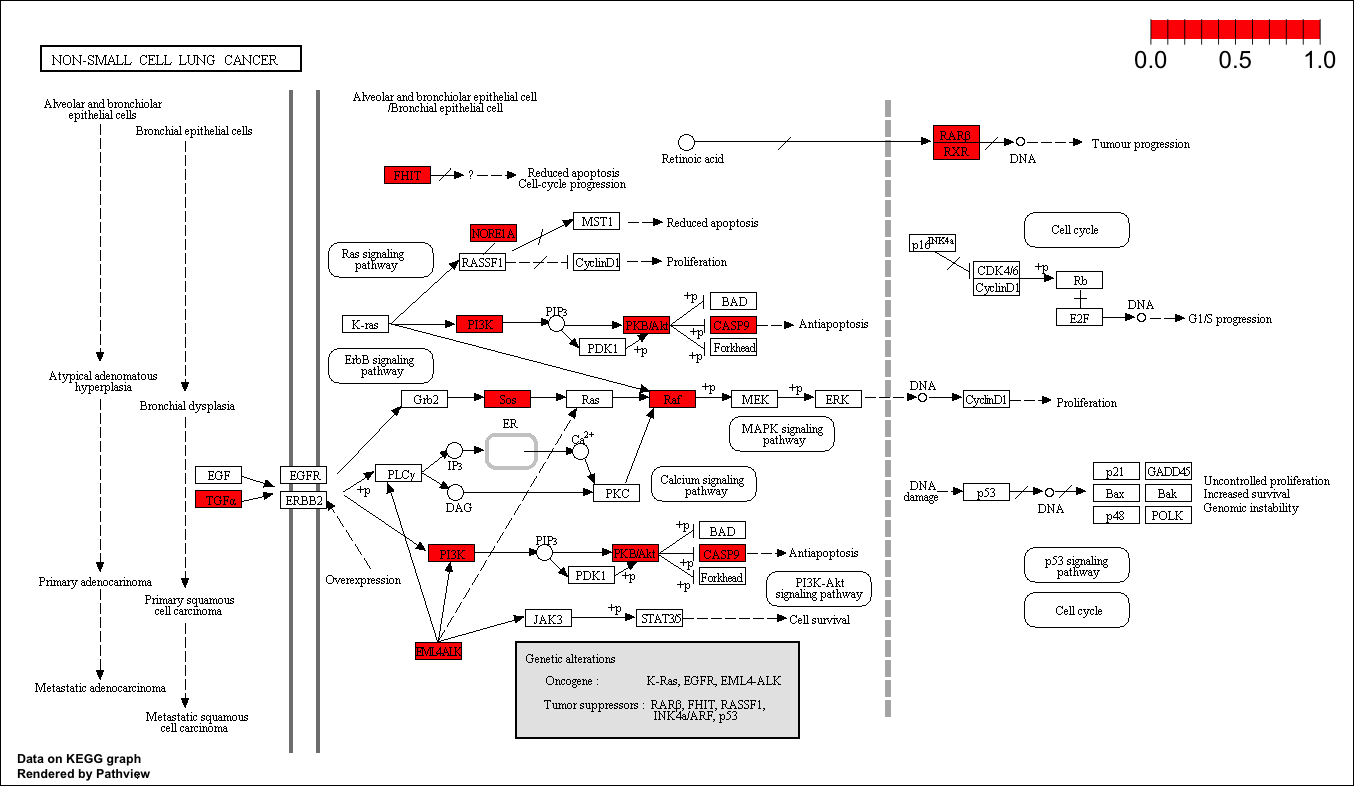 NON-SMALL CELL LUNG CANCER
0.0 0.5 1.0
Alveolar and bronchiolar
epithelial cells
Bronchial epithelial cells
Atypical adenomatous
hyperplasia
Bronchial dysplasia
Primary adenocarinoma
Primary squamous
cell carcinoma
Metastatic adenocarcinoma
Metastatic squamous
cell carcinoma
Alveolar and bronchiolar epithelial cell
/Bronchial epithelial cell
Retinoic acid
RARβ
RXR
DNA
Tumour progression
FHIT
?
Reduced apoptosis
Cell-cycle progression
NORE1A
MST1
Reduced apoptosis
Ras signaling
pathway
RASSF1
CyclinD1
Proliferation
K-ras
PI3K
PIP3
PDK1
+p
PKB/Akt
+p
+p
+p
BAD
CASP9
Forkhead
Antiapoptosis
ErbB signaling
pathway
Grb2
Sos
Ras
Raf
+p
MEK
+p
ERK
DNA
CyclinD1
Proliferation
MAPK signaling
pathway
ER
IP3
Ca2+
PLCγ
DAG
PKC
Calcium signaling
pathway
EGF
TGFα
EGFR
ERBB2
+p
Overexpression
PI3K
PIP3
PDK1
+p
PKB/Akt
+p
+p
+p
BAD
CASP9
Forkhead
Antiapoptosis
PI3K-Akt
signaling pathway
JAK3
+p
STAT3/5
Cell survival
EML4ALK
p16INK4a
CDK4/6
CyclinD1
+p
Rb
E2F
DNA
G1/S progression
Cell cycle
DNA
damage
p53
DNA
p21
GADD45
Bax
Bak
p48
POLK
Uncontrolled proliferation
Increased survival
Genomic instability
p53 signaling
pathway
Cell cycle
Genetic alterations
Oncogene : K-Ras, EGFR, EML4-ALK
Tumor suppressors : RARβ, FHIT, RASSF1,
INK4a/ARF, p53
Data on KEGG graph
Rendered by Pathview